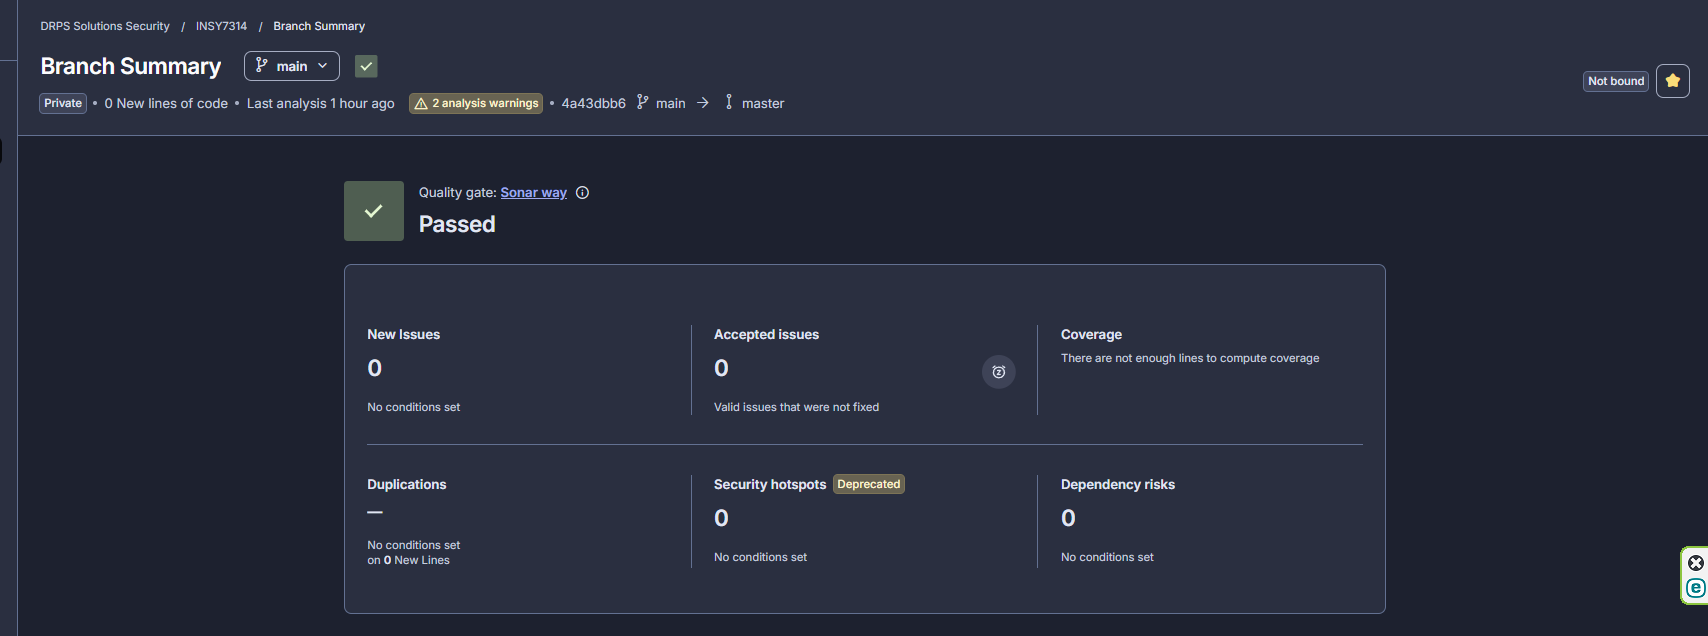 DRPS Solutions Security / INSY7314 / Branch Summary
Branch Summary main
Not bound
Private • 0 New lines of code • Last analysis 1 hour ago 2 analysis warnings • 4a43dbb6 main → master
Quality gate: Sonar way
Passed
New Issues
0
No conditions set
Accepted issues
0
Valid issues that were not fixed
Coverage
There are not enough lines to compute coverage
Duplications
—
No conditions set
on 0 New Lines
Security hotspots Deprecated
0
No conditions set
Dependency risks
0
No conditions set
e